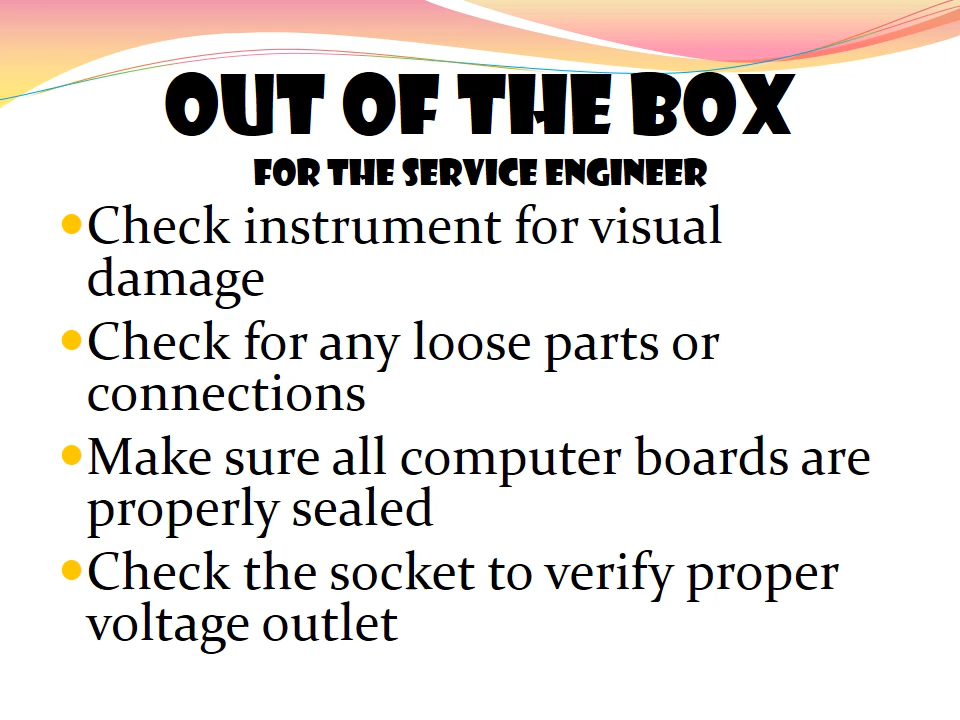 OUT OF THE BOX
FOR THE SERVICE ENGINEER
Check instrument for visual
damage
Check for any loose parts or
connections
Make sure all computer boards are
properly sealed
Check the socket to verify proper
voltage outlet